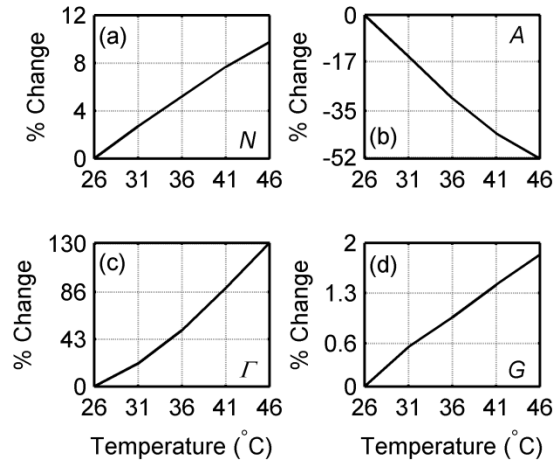 12
8
4
0
% Change
(a)
N
26 31 36 41 46
0
-17
-35
-52
% Change
A
(b)
26 31 36 41 46
130
86
43
0
% Change
(c)
Γ
26 31 36 41 46
Temperature (°C)
2
1.3
0.6
0
% Change
(d)
G
26 31 36 41 46
Temperature (°C)